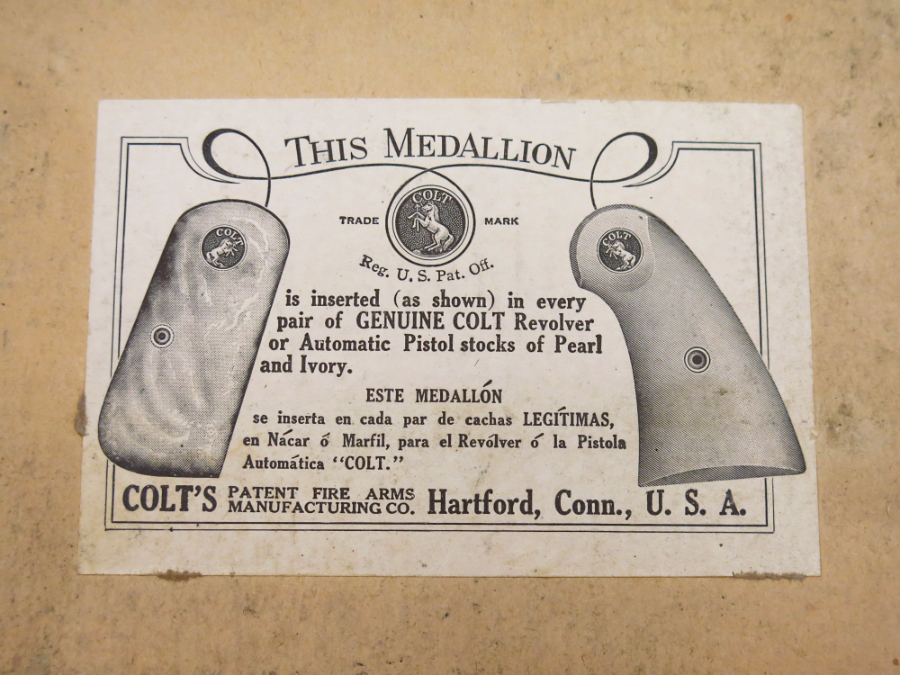 THIS MEDALLION
COLT
TRADE MARK
Reg. U. S. Pat. Off.
COLT
COLT
is inserted (as shown) in every
pair of GENUINE COLT Revolver
or Automatic Pistol stocks of Pearl
and Ivory.
ESTE MEDALLÓN
se inserta en cada par de cachas LEGÍTIMAS,
en Nácar ó Marfil, para el Revólver ó la Pistola
Automática "COLT."
COLT'S PATENT FIRE ARMS MANUFACTURING CO. Hartford, Conn., U. S. A.